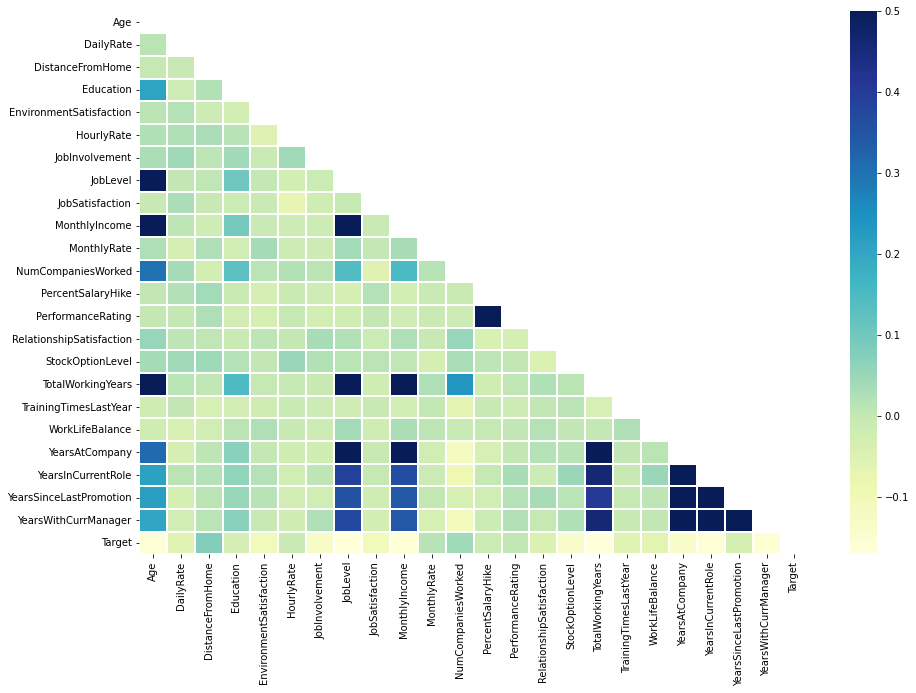 Age
DailyRate
DistanceFromHome
Education
EnvironmentSatisfaction
HourlyRate
JobInvolvement
JobLevel
JobSatisfaction
MonthlyIncome
MonthlyRate
NumCompaniesWorked
PercentSalaryHike
PerformanceRating
RelationshipSatisfaction
StockOptionLevel
TotalWorkingYears
TrainingTimesLastYear
WorkLifeBalance
YearsAtCompany
YearsInCurrentRole
YearsSinceLastPromotion
YearsWithCurrManager
Target
Age
DailyRate
DistanceFromHome
Education
EnvironmentSatisfaction
HourlyRate
JobInvolvement
JobLevel
JobSatisfaction
MonthlyIncome
MonthlyRate
NumCompaniesWorked
PercentSalaryHike
PerformanceRating
RelationshipSatisfaction
StockOptionLevel
TotalWorkingYears
TrainingTimesLastYear
WorkLifeBalance
YearsAtCompany
YearsInCurrentRole
YearsSinceLastPromotion
YearsWithCurrManager
Target
0.5
0.4
0.3
0.2
0.1
0.0
−0.1